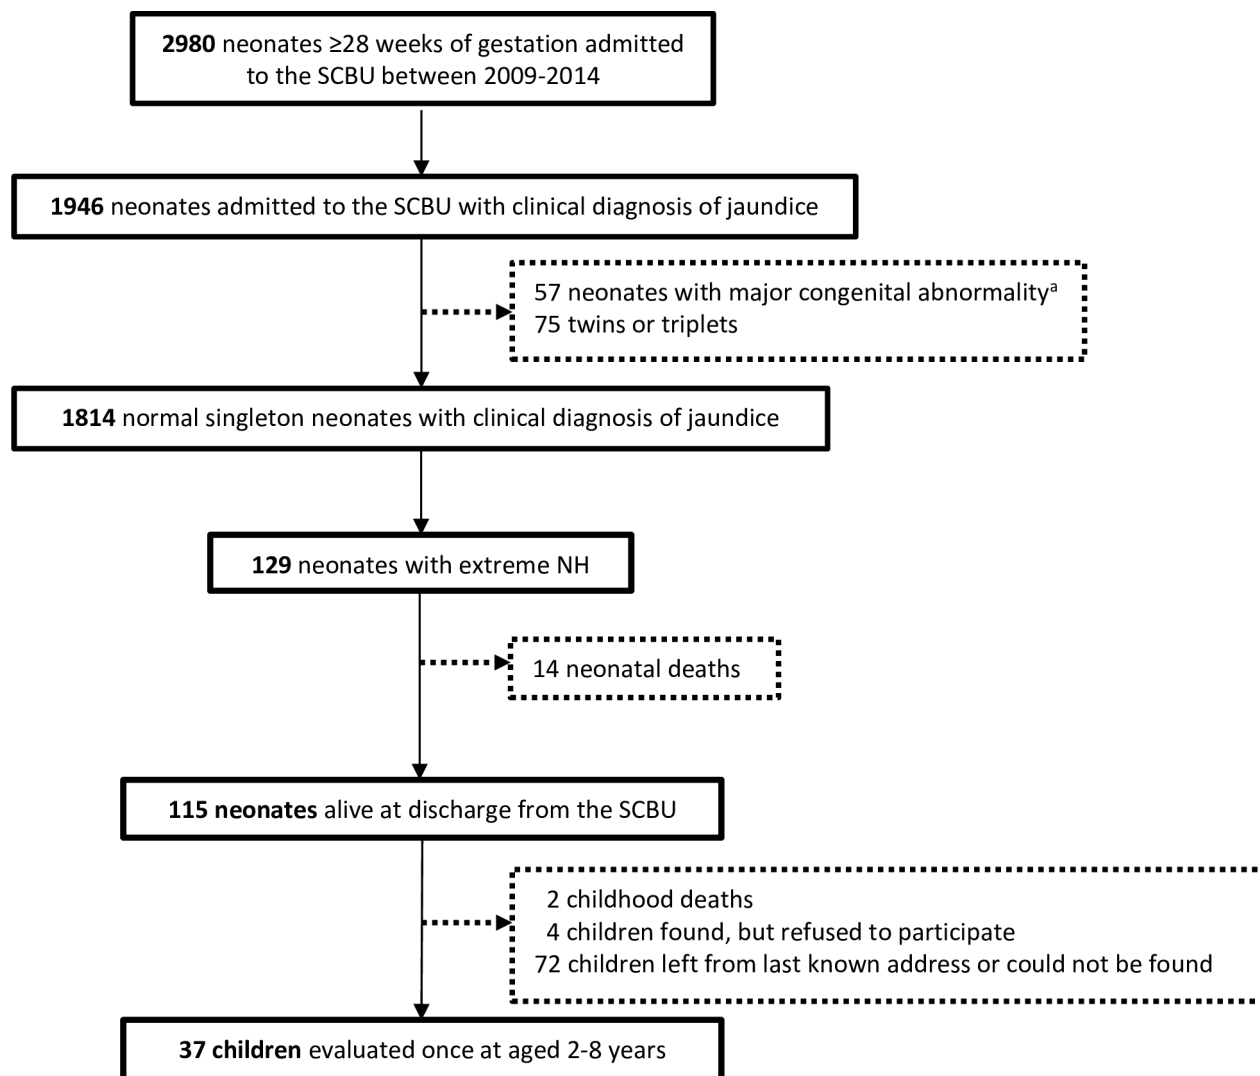 2980 neonates ≥28 weeks of gestation admitted
to the SCBU between 2009-2014
1946 neonates admitted to the SCBU with clinical diagnosis of jaundice
57 neonates with major congenital abnormalityᵃ
75 twins or triplets
1814 normal singleton neonates with clinical diagnosis of jaundice
129 neonates with extreme NH
14 neonatal deaths
115 neonates alive at discharge from the SCBU
2 childhood deaths
4 children found, but refused to participate
72 children left from last known address or could not be found
37 children evaluated once at aged 2-8 years